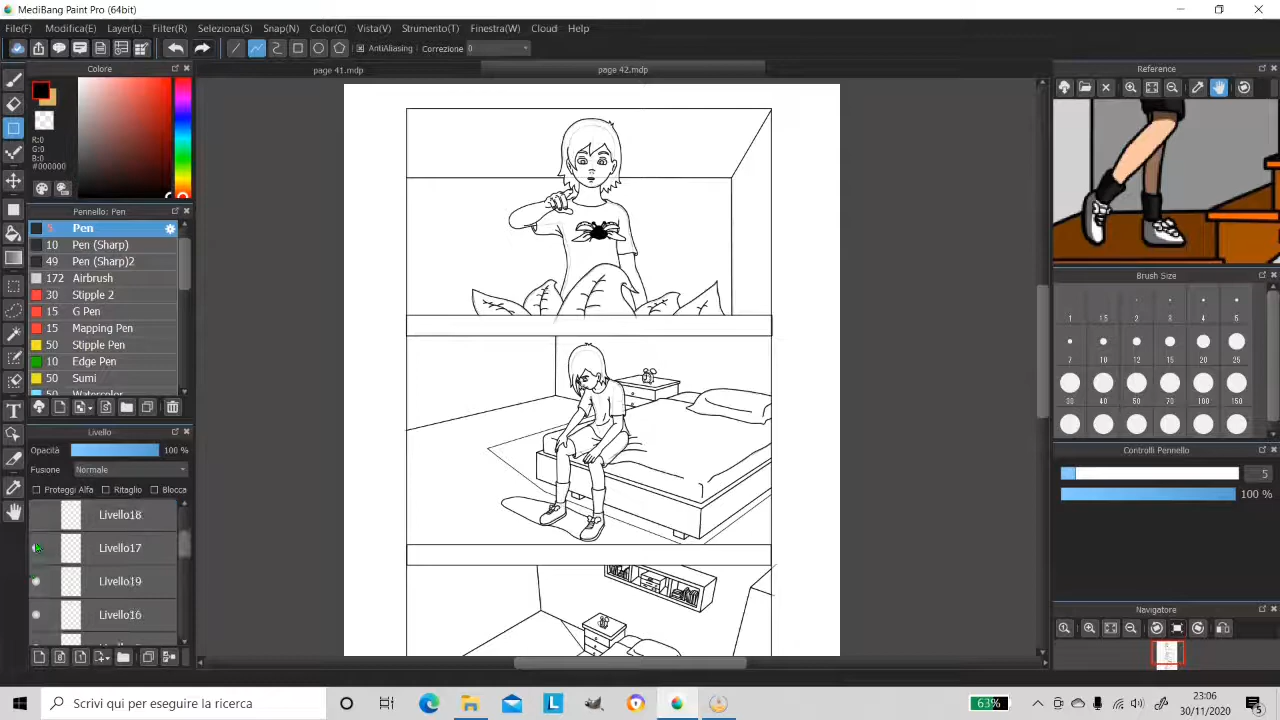 MediBang Paint Pro (64bit)
File(F) Modifica(E) Layer(L) Filter(R) Seleziona(S) Snap(N) Color(C) Vista(V) Strumento(T) Finestra(W) Cloud Help
AntiAliasing Correzione 0
Colore
page 41.mdp
page 42.mdp
Reference
R:0
G:0
B:0
#000000
Pennello: Pen
5 Pen
10 Pen (Sharp)
49 Pen (Sharp)2
172 Airbrush
30 Stipple 2
15 G Pen
15 Mapping Pen
50 Stipple Pen
10 Edge Pen
50 Sumi
50 Watercolor
Brush Size
1 1.5 2 3 4 5
7 10 12 15 20 25
30 40 50 70 100 150
Livello
Opacità 100 %
Fusione Normale
Proteggi Alfa Ritaglio Blocca
Livello18
Livello17
Livello19
Livello16
Controlli Pennello
5
100 %
Navigatore
Scrivi qui per eseguire la ricerca
63%
23:06
30/11/2020
5